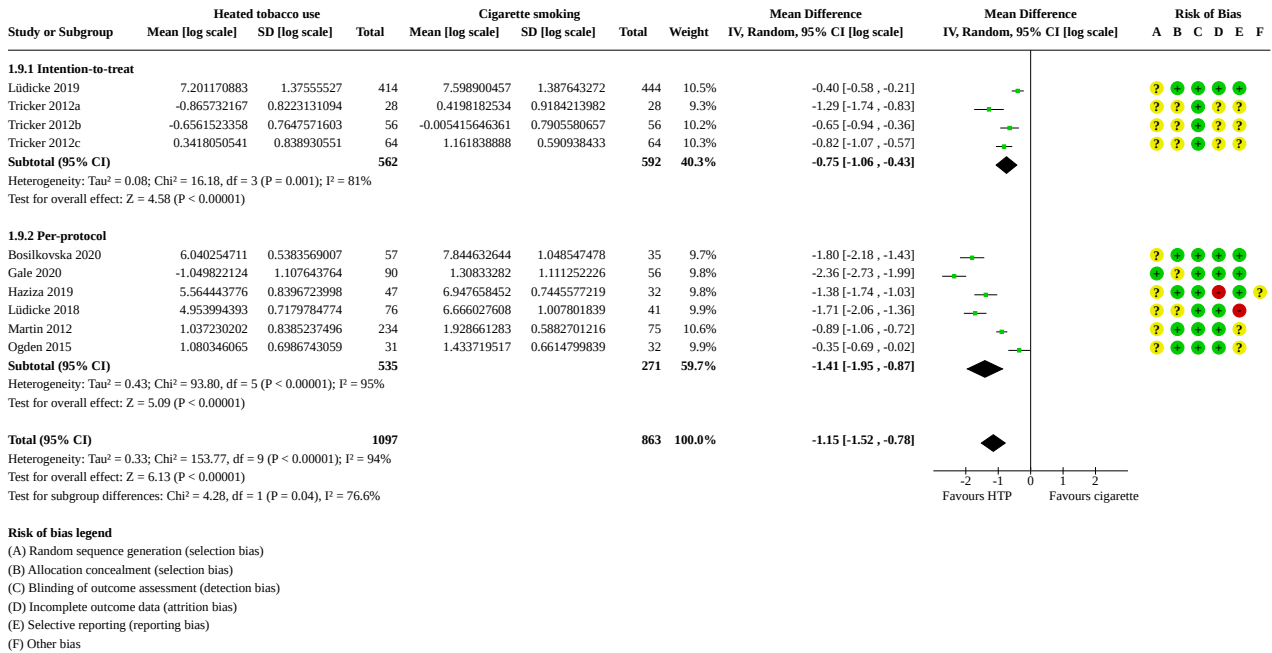 Heated tobacco use Cigarette smoking Mean Difference Mean Difference Risk of Bias
Study or Subgroup Mean [log scale] SD [log scale] Total Mean [log scale] SD [log scale] Total Weight IV, Random, 95% CI [log scale] IV, Random, 95% CI [log scale] A B C D E F
1.9.1 Intention-to-treat
Lüdicke 2019 7.201170883 1.37555527 414 7.598900457 1.387643272 444 10.5% -0.40 [-0.58 , -0.21] ? + + + +
Tricker 2012a -0.865732167 0.8223131094 28 0.4198182534 0.9184213982 28 9.3% -1.29 [-1.74 , -0.83] ? ? + ? ?
Tricker 2012b -0.6561523358 0.7647571603 56 -0.005415646361 0.7905580657 56 10.2% -0.65 [-0.94 , -0.36] ? ? + ? ?
Tricker 2012c 0.3418050541 0.838930551 64 1.161838888 0.590938433 64 10.3% -0.82 [-1.07 , -0.57] ? ? + ? ?
Subtotal (95% CI) 562 592 40.3% -0.75 [-1.06 , -0.43]
Heterogeneity: Tau² = 0.08; Chi² = 16.18, df = 3 (P = 0.001); I² = 81%
Test for overall effect: Z = 4.58 (P < 0.00001)
1.9.2 Per-protocol
Bosilkovska 2020 6.040254711 0.5383569007 57 7.844632644 1.048547478 35 9.7% -1.80 [-2.18 , -1.43] ? + + + +
Gale 2020 -1.049822124 1.107643764 90 1.30833282 1.111252226 56 9.8% -2.36 [-2.73 , -1.99] + ? + + +
Haziza 2019 5.564443776 0.8396723998 47 6.947658452 0.7445577219 32 9.8% -1.38 [-1.74 , -1.03] ? + + - + ?
Lüdicke 2018 4.953994393 0.7179784774 76 6.666027608 1.007801839 41 9.9% -1.71 [-2.06 , -1.36] ? ? + + -
Martin 2012 1.037230202 0.8385237496 234 1.928661283 0.5882701216 75 10.6% -0.89 [-1.06 , -0.72] ? + + + ?
Ogden 2015 1.080346065 0.6986743059 31 1.433719517 0.6614799839 32 9.9% -0.35 [-0.69 , -0.02] ? + + + ?
Subtotal (95% CI) 535 271 59.7% -1.41 [-1.95 , -0.87]
Heterogeneity: Tau² = 0.43; Chi² = 93.80, df = 5 (P < 0.00001); I² = 95%
Test for overall effect: Z = 5.09 (P < 0.00001)
Total (95% CI) 1097 863 100.0% -1.15 [-1.52 , -0.78]
Heterogeneity: Tau² = 0.33; Chi² = 153.77, df = 9 (P < 0.00001); I² = 94%
Test for overall effect: Z = 6.13 (P < 0.00001) -2 -1 0 1 2
Test for subgroup differences: Chi² = 4.28, df = 1 (P = 0.04), I² = 76.6% Favours HTP Favours cigarette
Risk of bias legend
(A) Random sequence generation (selection bias)
(B) Allocation concealment (selection bias)
(C) Blinding of outcome assessment (detection bias)
(D) Incomplete outcome data (attrition bias)
(E) Selective reporting (reporting bias)
(F) Other bias